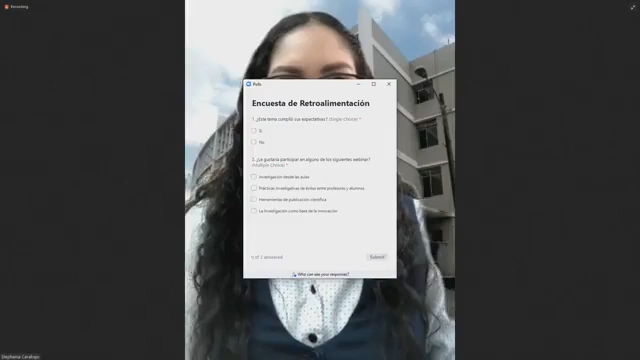 Recording
Polls
Encuesta de Retroalimentación
1. ¿Este tema cumplió sus expectativas? (Single Choice) *
Si
No
2. ¿Le gustaría participar en alguno de los siguientes webinar?
(Multiple Choice) *
Investigación desde las aulas
Prácticas investigativas de éxitos entre profesores y alumnos
Herramientas de publicación científica
La investigación como base de la innovación
0 of 2 answered
Submit
Who can see your responses?
Stephania Caratupo